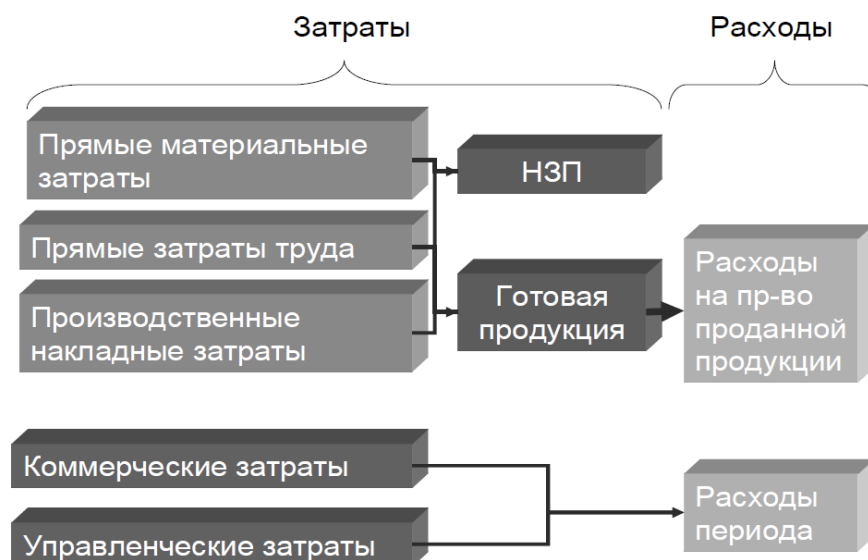 Затраты
Расходы
Прямые материальные
затраты
НЗП
Прямые затраты труда
Производственные
накладные затраты
Готовая
продукция
Расходы
на пр-во
проданной
продукции
Коммерческие затраты
Управленческие затраты
Расходы
периода